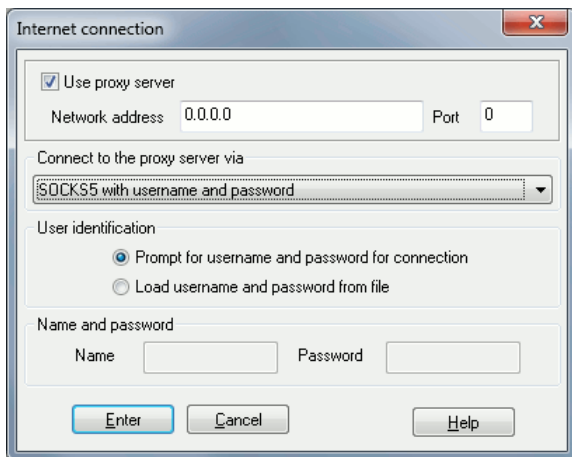 Internet connection
Use proxy server
Network address 0.0.0.0 Port 0
Connect to the proxy server via
SOCKS5 with username and password
User identification
Prompt for username and password for connection
Load username and password from file
Name and password
Name Password
Enter Cancel Help